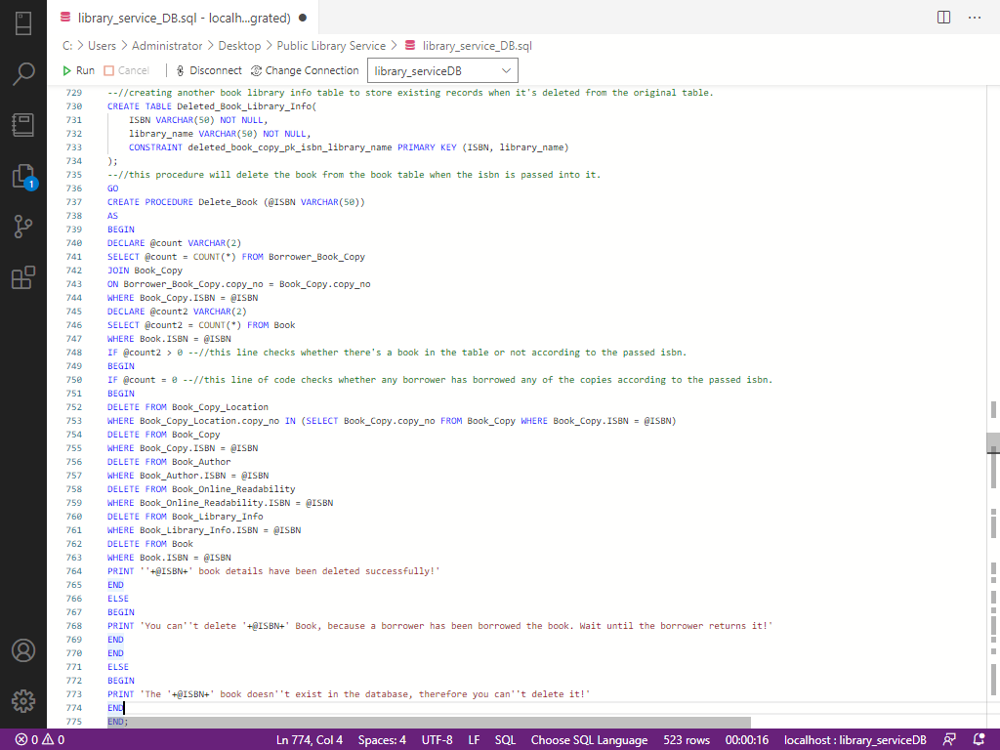 library_service_DB.sql - localh...grated) ●
C: > Users > Administrator > Desktop > Public Library Service > library_service_DB.sql
Run Cancel Disconnect Change Connection library_serviceDB
729 --//creating another book library info table to store existing records when it's deleted from the original table.
730 CREATE TABLE Deleted_Book_Library_Info(
731 ISBN VARCHAR(50) NOT NULL,
732 library_name VARCHAR(50) NOT NULL,
733 CONSTRAINT deleted_book_copy_pk_isbn_library_name PRIMARY KEY (ISBN, library_name)
734 );
735 --//this procedure will delete the book from the book table when the isbn is passed into it.
736 GO
737 CREATE PROCEDURE Delete_Book (@ISBN VARCHAR(50))
738 AS
739 BEGIN
740 DECLARE @count VARCHAR(2)
741 SELECT @count = COUNT(*) FROM Borrower_Book_Copy
742 JOIN Book_Copy
743 ON Borrower_Book_Copy.copy_no = Book_Copy.copy_no
744 WHERE Book_Copy.ISBN = @ISBN
745 DECLARE @count2 VARCHAR(2)
746 SELECT @count2 = COUNT(*) FROM Book
747 WHERE Book.ISBN = @ISBN
748 IF @count2 > 0 --//this line checks whether there's a book in the table or not according to the passed isbn.
749 BEGIN
750 IF @count = 0 --//this line of code checks whether any borrower has borrowed any of the copies according to the passed isbn.
751 BEGIN
752 DELETE FROM Book_Copy_Location
753 WHERE Book_Copy_Location.copy_no IN (SELECT Book_Copy.copy_no FROM Book_Copy WHERE Book_Copy.ISBN = @ISBN)
754 DELETE FROM Book_Copy
755 WHERE Book_Copy.ISBN = @ISBN
756 DELETE FROM Book_Author
757 WHERE Book_Author.ISBN = @ISBN
758 DELETE FROM Book_Online_Readability
759 WHERE Book_Online_Readability.ISBN = @ISBN
760 DELETE FROM Book_Library_Info
761 WHERE Book_Library_Info.ISBN = @ISBN
762 DELETE FROM Book
763 WHERE Book.ISBN = @ISBN
764 PRINT ''+@ISBN+' book details have been deleted successfully!'
765 END
766 ELSE
767 BEGIN
768 PRINT 'You can''t delete '+@ISBN+' Book, because a borrower has been borrowed the book. Wait until the borrower returns it!'
769 END
770 END
771 ELSE
772 BEGIN
773 PRINT 'The '+@ISBN+' book doesn''t exist in the database, therefore you can''t delete it!'
774 END
775 END;
1
0 0 Ln 774, Col 4 Spaces: 4 UTF-8 LF SQL Choose SQL Language 523 rows 00:00:16 localhost : library_serviceDB